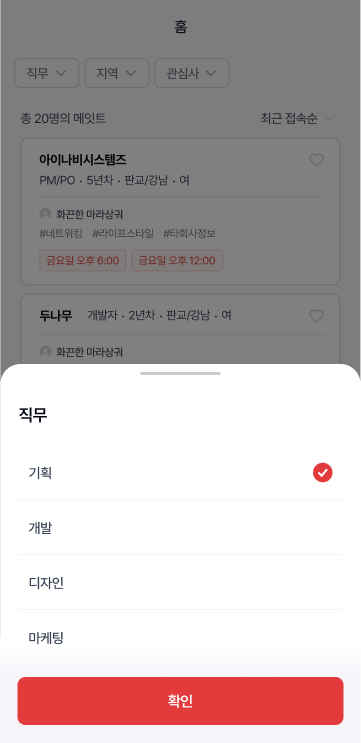 홈
직무 지역 관심사
총 20명의 메잇트 최근 접속순
아이나비시스템즈
PM/PO · 5년차 · 판교/강남 · 여
화끈한 마라상궈
#네트워킹 #라이프스타일 #타회사정보
금요일 오후 6:00 금요일 오후 12:00
두나무 개발자 · 2년차 · 판교/강남 · 여
화끈한 마라상궈
직무
기획
개발
디자인
마케팅
확인